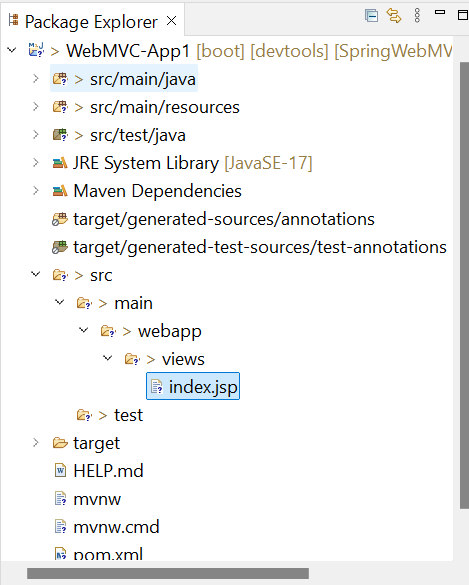 Package Explorer
> WebMVC-App1 [boot] [devtools] [SpringWebMV
> src/main/java
> src/main/resources
> src/test/java
JRE System Library [JavaSE-17]
Maven Dependencies
target/generated-sources/annotations
target/generated-test-sources/test-annotations
> src
> main
> webapp
> views
index.jsp
> test
target
HELP.md
mvnw
mvnw.cmd
pom.xml